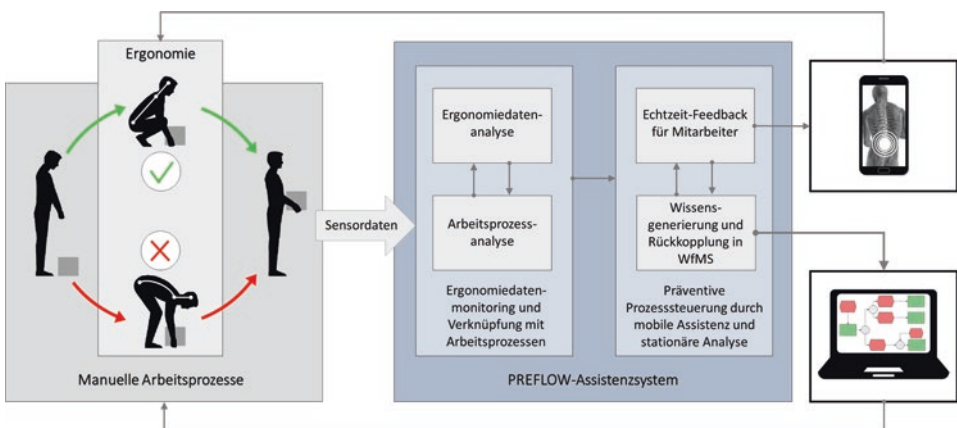 Ergonomie
Manuelle Arbeitsprozesse
Sensordaten
Ergonomiedaten-
analyse
Arbeitsprozess-
analyse
Ergonomiedaten-
monitoring und
Verknüpfung mit
Arbeitsprozessen
Echtzeit-Feedback
für Mitarbeiter
Wissens-
generierung und
Rückkopplung in
WfMS
Präventive
Prozesssteuerung durch
mobile Assistenz und
stationäre Analyse
PREFLOW-Assistenzsystem